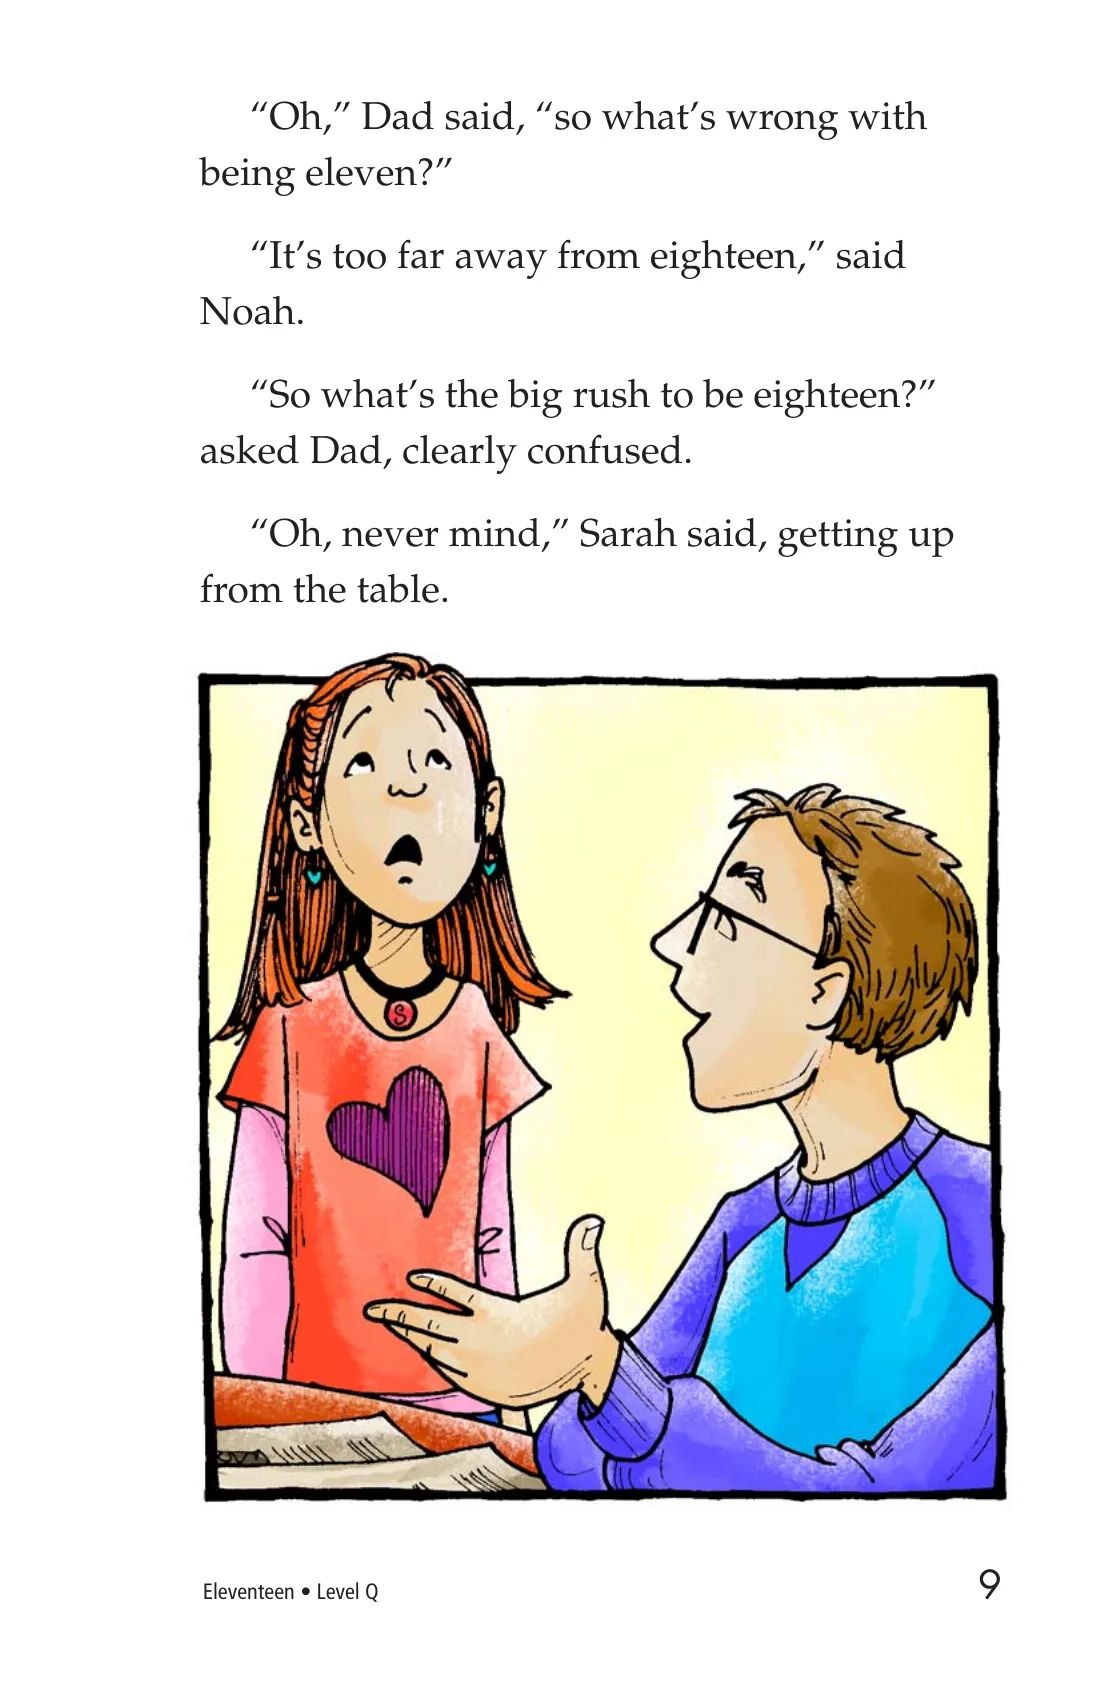 “Oh,” Dad said, “so what’s wrong with
being eleven?”
“It’s too far away from eighteen,” said
Noah.
“So what’s the big rush to be eighteen?”
asked Dad, clearly confused.
“Oh, never mind,” Sarah said, getting up
from the table.
S
Eleventeen • Level Q
9